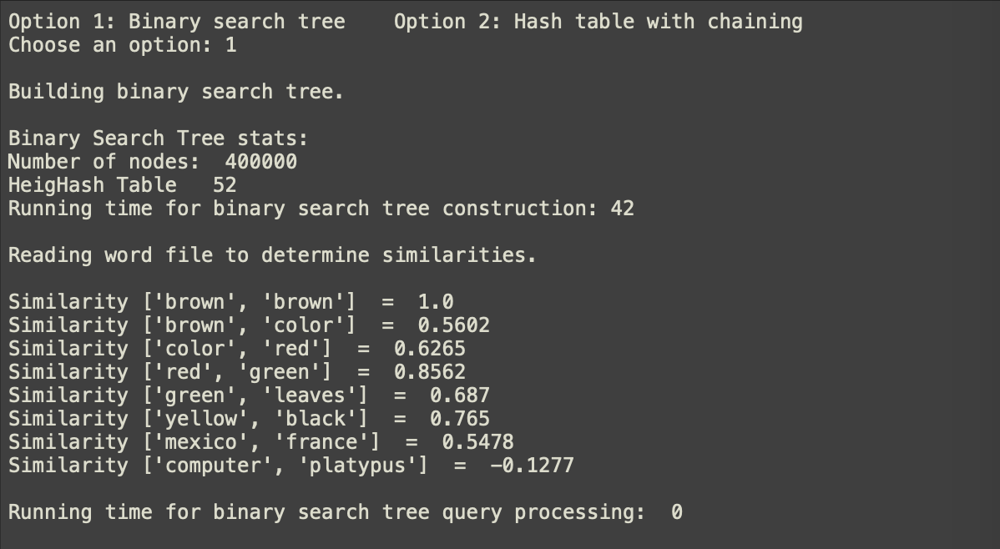 Option 1: Binary search tree    Option 2: Hash table with chaining
Choose an option: 1
Building binary search tree.
Binary Search Tree stats:
Number of nodes:  400000
HeigHash Table   52
Running time for binary search tree construction: 42
Reading word file to determine similarities.
Similarity ['brown', 'brown']  =  1.0
Similarity ['brown', 'color']  =  0.5602
Similarity ['color', 'red']  =  0.6265
Similarity ['red', 'green']  =  0.8562
Similarity ['green', 'leaves']  =  0.687
Similarity ['yellow', 'black']  =  0.765
Similarity ['mexico', 'france']  =  0.5478
Similarity ['computer', 'platypus']  =  -0.1277
Running time for binary search tree query processing:  0